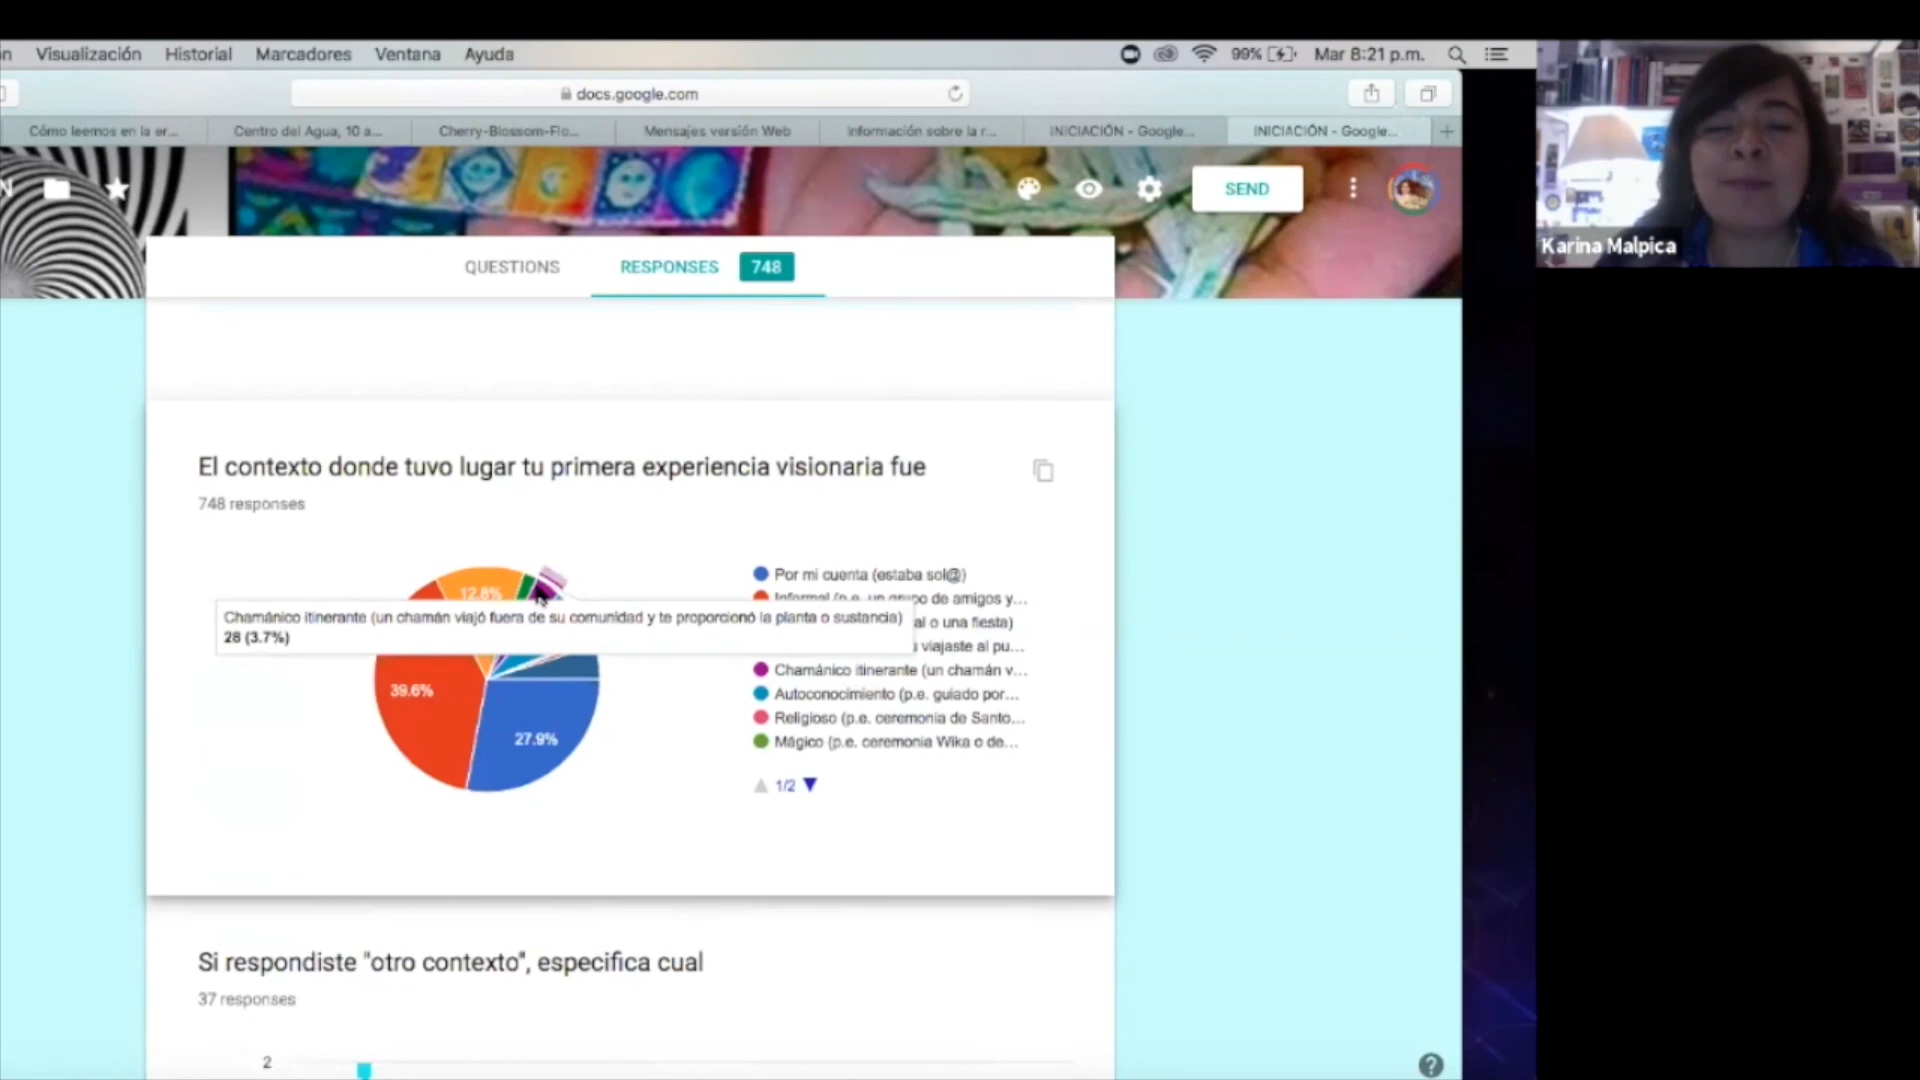 Visualización Historial Marcadores Ventana Ayuda 99% Mar 8:21 p.m.
docs.google.com
Cómo leemos en la er... Centro del Agua, 10 a... Cherry-Blossom-Flo... Mensajes versión Web Información sobre la r... INICIACIÓN - Google... INICIACIÓN - Google...
SEND
Karina Malpica
QUESTIONS RESPONSES 748
El contexto donde tuvo lugar tu primera experiencia visionaria fue
748 responses
12.8%
39.6%
27.9%
Chamánico itinerante (un chamán viajó fuera de su comunidad y te proporcionó la planta o sustancia)
28 (3.7%)
Por mi cuenta (estaba sol@)
Informal (p.e. un grupo de amigos y...
al o una fiesta)
viajaste al pu...
Chamánico itinerante (un chamán v...
Autoconocimiento (p.e. guiado por...
Religioso (p.e. ceremonia de Santo...
Mágico (p.e. ceremonia Wika o de...
1/2
Si respondiste "otro contexto", especifica cual
37 responses
2